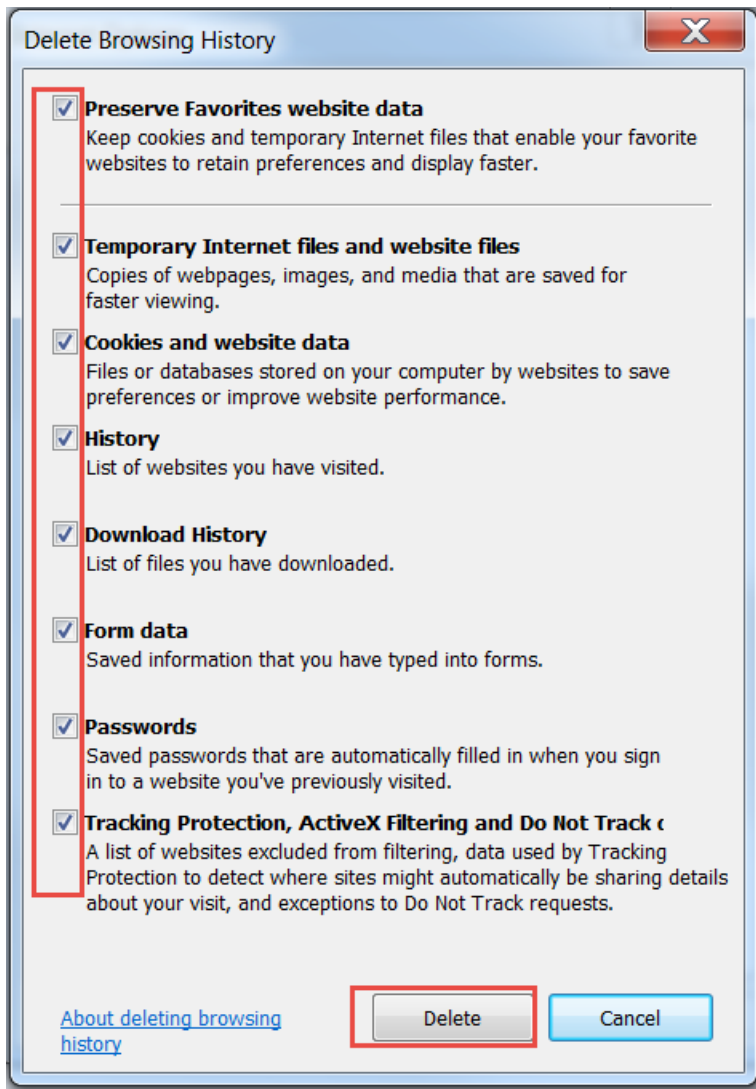 Delete Browsing History
Preserve Favorites website data
Keep cookies and temporary Internet files that enable your favorite
websites to retain preferences and display faster.
Temporary Internet files and website files
Copies of webpages, images, and media that are saved for
faster viewing.
Cookies and website data
Files or databases stored on your computer by websites to save
preferences or improve website performance.
History
List of websites you have visited.
Download History
List of files you have downloaded.
Form data
Saved information that you have typed into forms.
Passwords
Saved passwords that are automatically filled in when you sign
in to a website you've previously visited.
Tracking Protection, ActiveX Filtering and Do Not Track
A list of websites excluded from filtering, data used by Tracking
Protection to detect where sites might automatically be sharing details
about your visit, and exceptions to Do Not Track requests.
About deleting browsing
history
Delete
Cancel